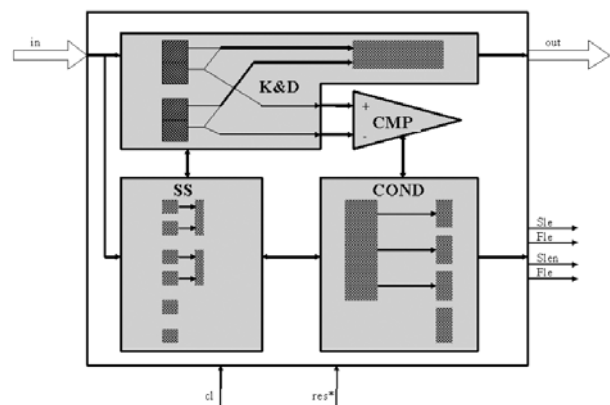 in
out
K&D
+
CMP
-
SS
COND
Sle
Fle
Slen
Fle
cl
res*